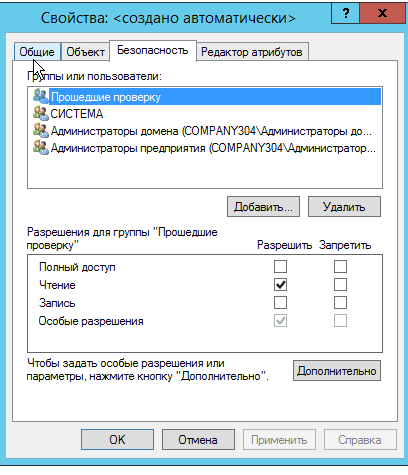 Свойства: <создано автоматически>
? x
Общие Объект Безопасность Редактор атрибутов
Группы или пользователи:
Прошедшие проверку
СИСТЕМА
Администраторы домена (COMPANY304\Администраторы до...
Администраторы предприятия (COMPANY304\Администратор...
Добавить... Удалить
Разрешения для группы "Прошедшие
проверку" Разрешить Запретить
Полный доступ
Чтение
Запись
Особые разрешения
Чтобы задать особые разрешения или
параметры, нажмите кнопку "Дополнительно".
Дополнительно
OK Отмена Применить Справка